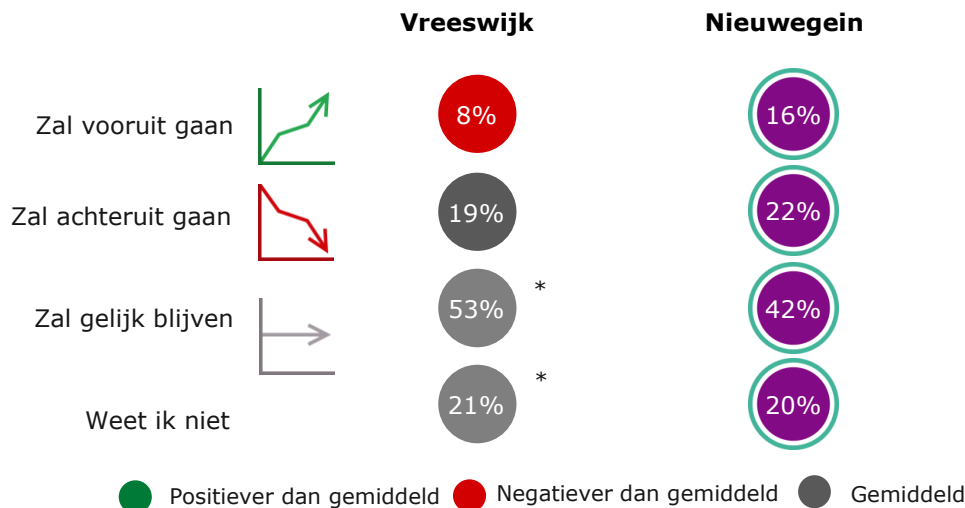 Vreeswijk Nieuwegein
Zal vooruit gaan 8% 16%
Zal achteruit gaan 19% 22%
Zal gelijk blijven 53% * 42%
Weet ik niet 21% * 20%
Positiever dan gemiddeld Negatiever dan gemiddeld Gemiddeld